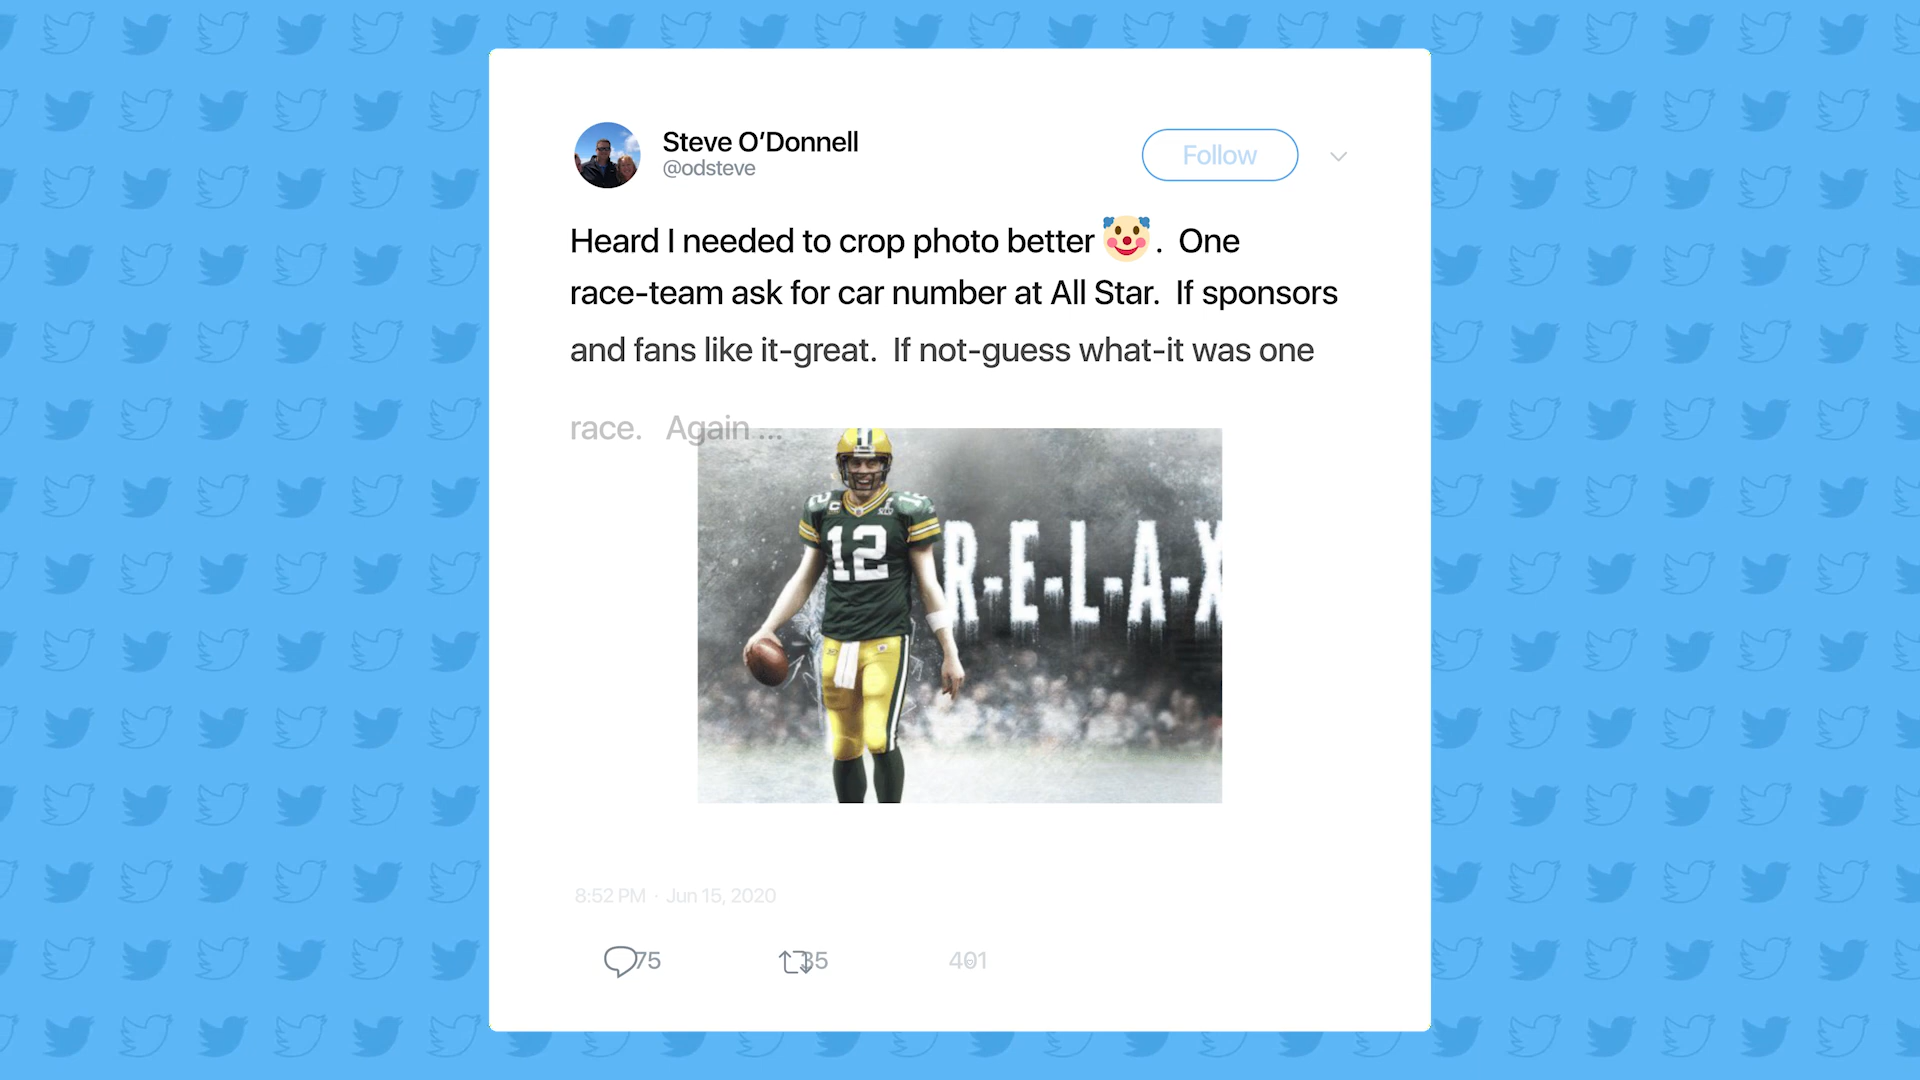 Steve O’Donnell
@odsteve
Follow
Heard I needed to crop photo better 🤡.  One
race-team ask for car number at All Star.  If sponsors
and fans like it-great.  If not-guess what-it was one
race.   Again ...
12
C
12
R-E-L-A-X
8:52 PM · Jun 15, 2020
75
35
401